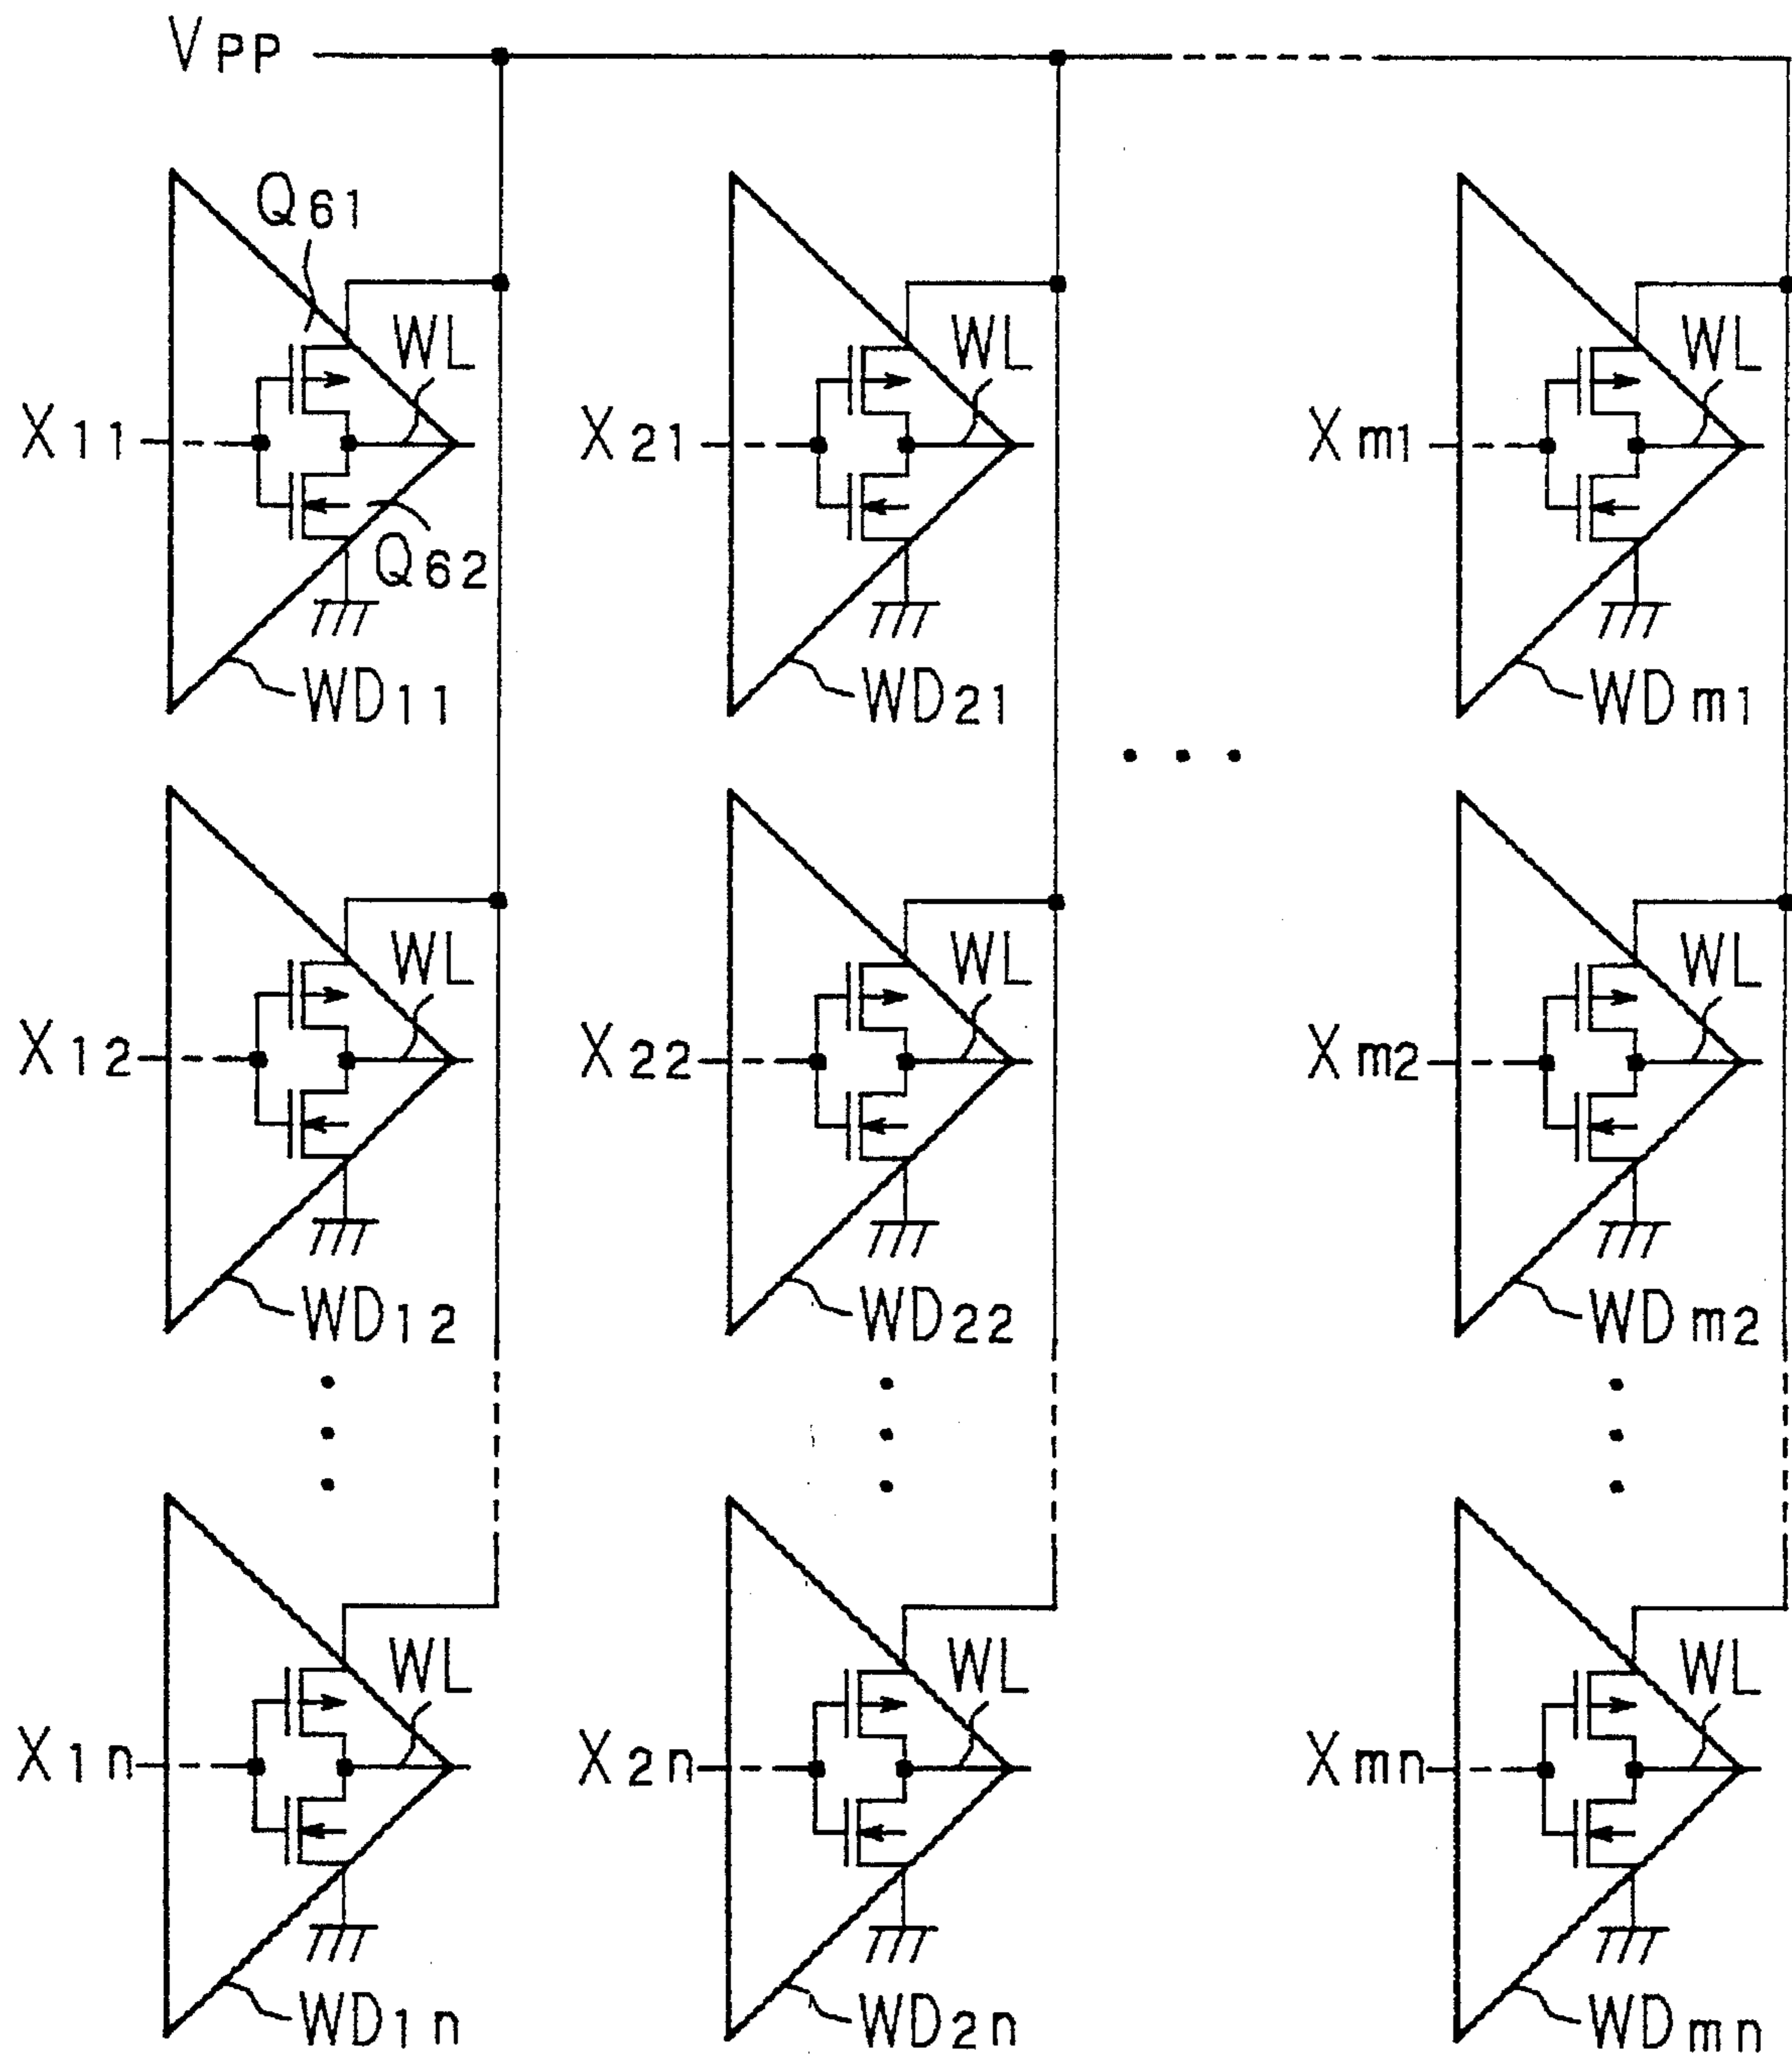 VPP
Q61
WL WL WL
X11 X21 Xm1
Q62
WD11 WD21 WDm1
WL WL WL
X12 X22 Xm2
WD12 WD22 WDm2
WL WL WL
X1n X2n Xmn
WD1n WD2n WDmn